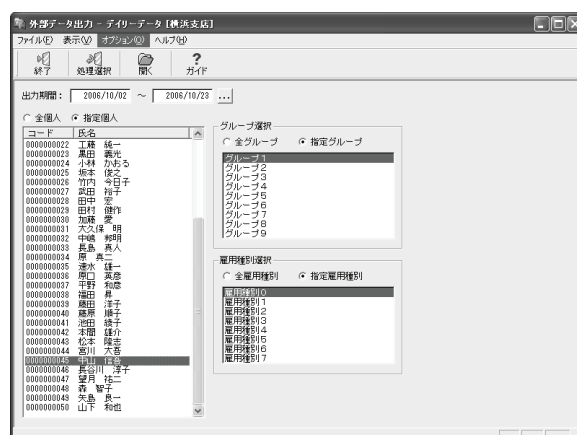 外部データ出力 - デイリーデータ [横浜支店]
ファイル(F) 表示(V) オプション(O) ヘルプ(H)
終了 処理選択 開く ガイド
出力期間： 2006/10/02 ～ 2006/10/23 ...
全個人 指定個人
コード 氏名
0000000022 工藤 純一
0000000023 黒田 義光
0000000024 小林 かおる
0000000025 坂本 俊之
0000000026 竹内 今日子
0000000027 武田 裕子
0000000028 田中 宏
0000000029 田村 健作
0000000030 加藤 愛
0000000031 大久保 明
0000000032 中嶋 邦明
0000000033 長島 真人
0000000034 原 真二
0000000035 速水 雄一
0000000036 原口 英彦
0000000037 平野 和彦
0000000038 福田 昇
0000000039 藤田 洋子
0000000040 藤原 順子
0000000041 池田 綾子
0000000042 本間 雄介
0000000043 松本 隆志
0000000044 宮川 大吾
0000000045 中山 信吾
0000000046 長谷川 淳子
0000000047 望月 祐二
0000000048 森 智子
0000000049 矢島 良一
0000000050 山下 和也
グループ選択
全グループ 指定グループ
グループ1
グループ2
グループ3
グループ4
グループ5
グループ6
グループ7
グループ8
グループ9
雇用種別選択
全雇用種別 指定雇用種別
雇用種別0
雇用種別1
雇用種別2
雇用種別3
雇用種別4
雇用種別5
雇用種別6
雇用種別7